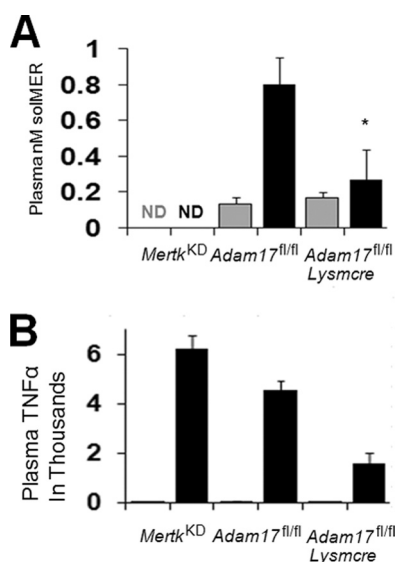 A
Plasma nM solMER
1
0.8
0.6
0.4
0.2
0
ND ND
*
Mertk^KD Adam17^fl/fl Adam17^fl/fl
Lysmcre
B
Plasma TNFα
In Thousands
6
4
2
0
Mertk^KD Adam17^fl/fl Adam17^fl/fl
Lysmcre